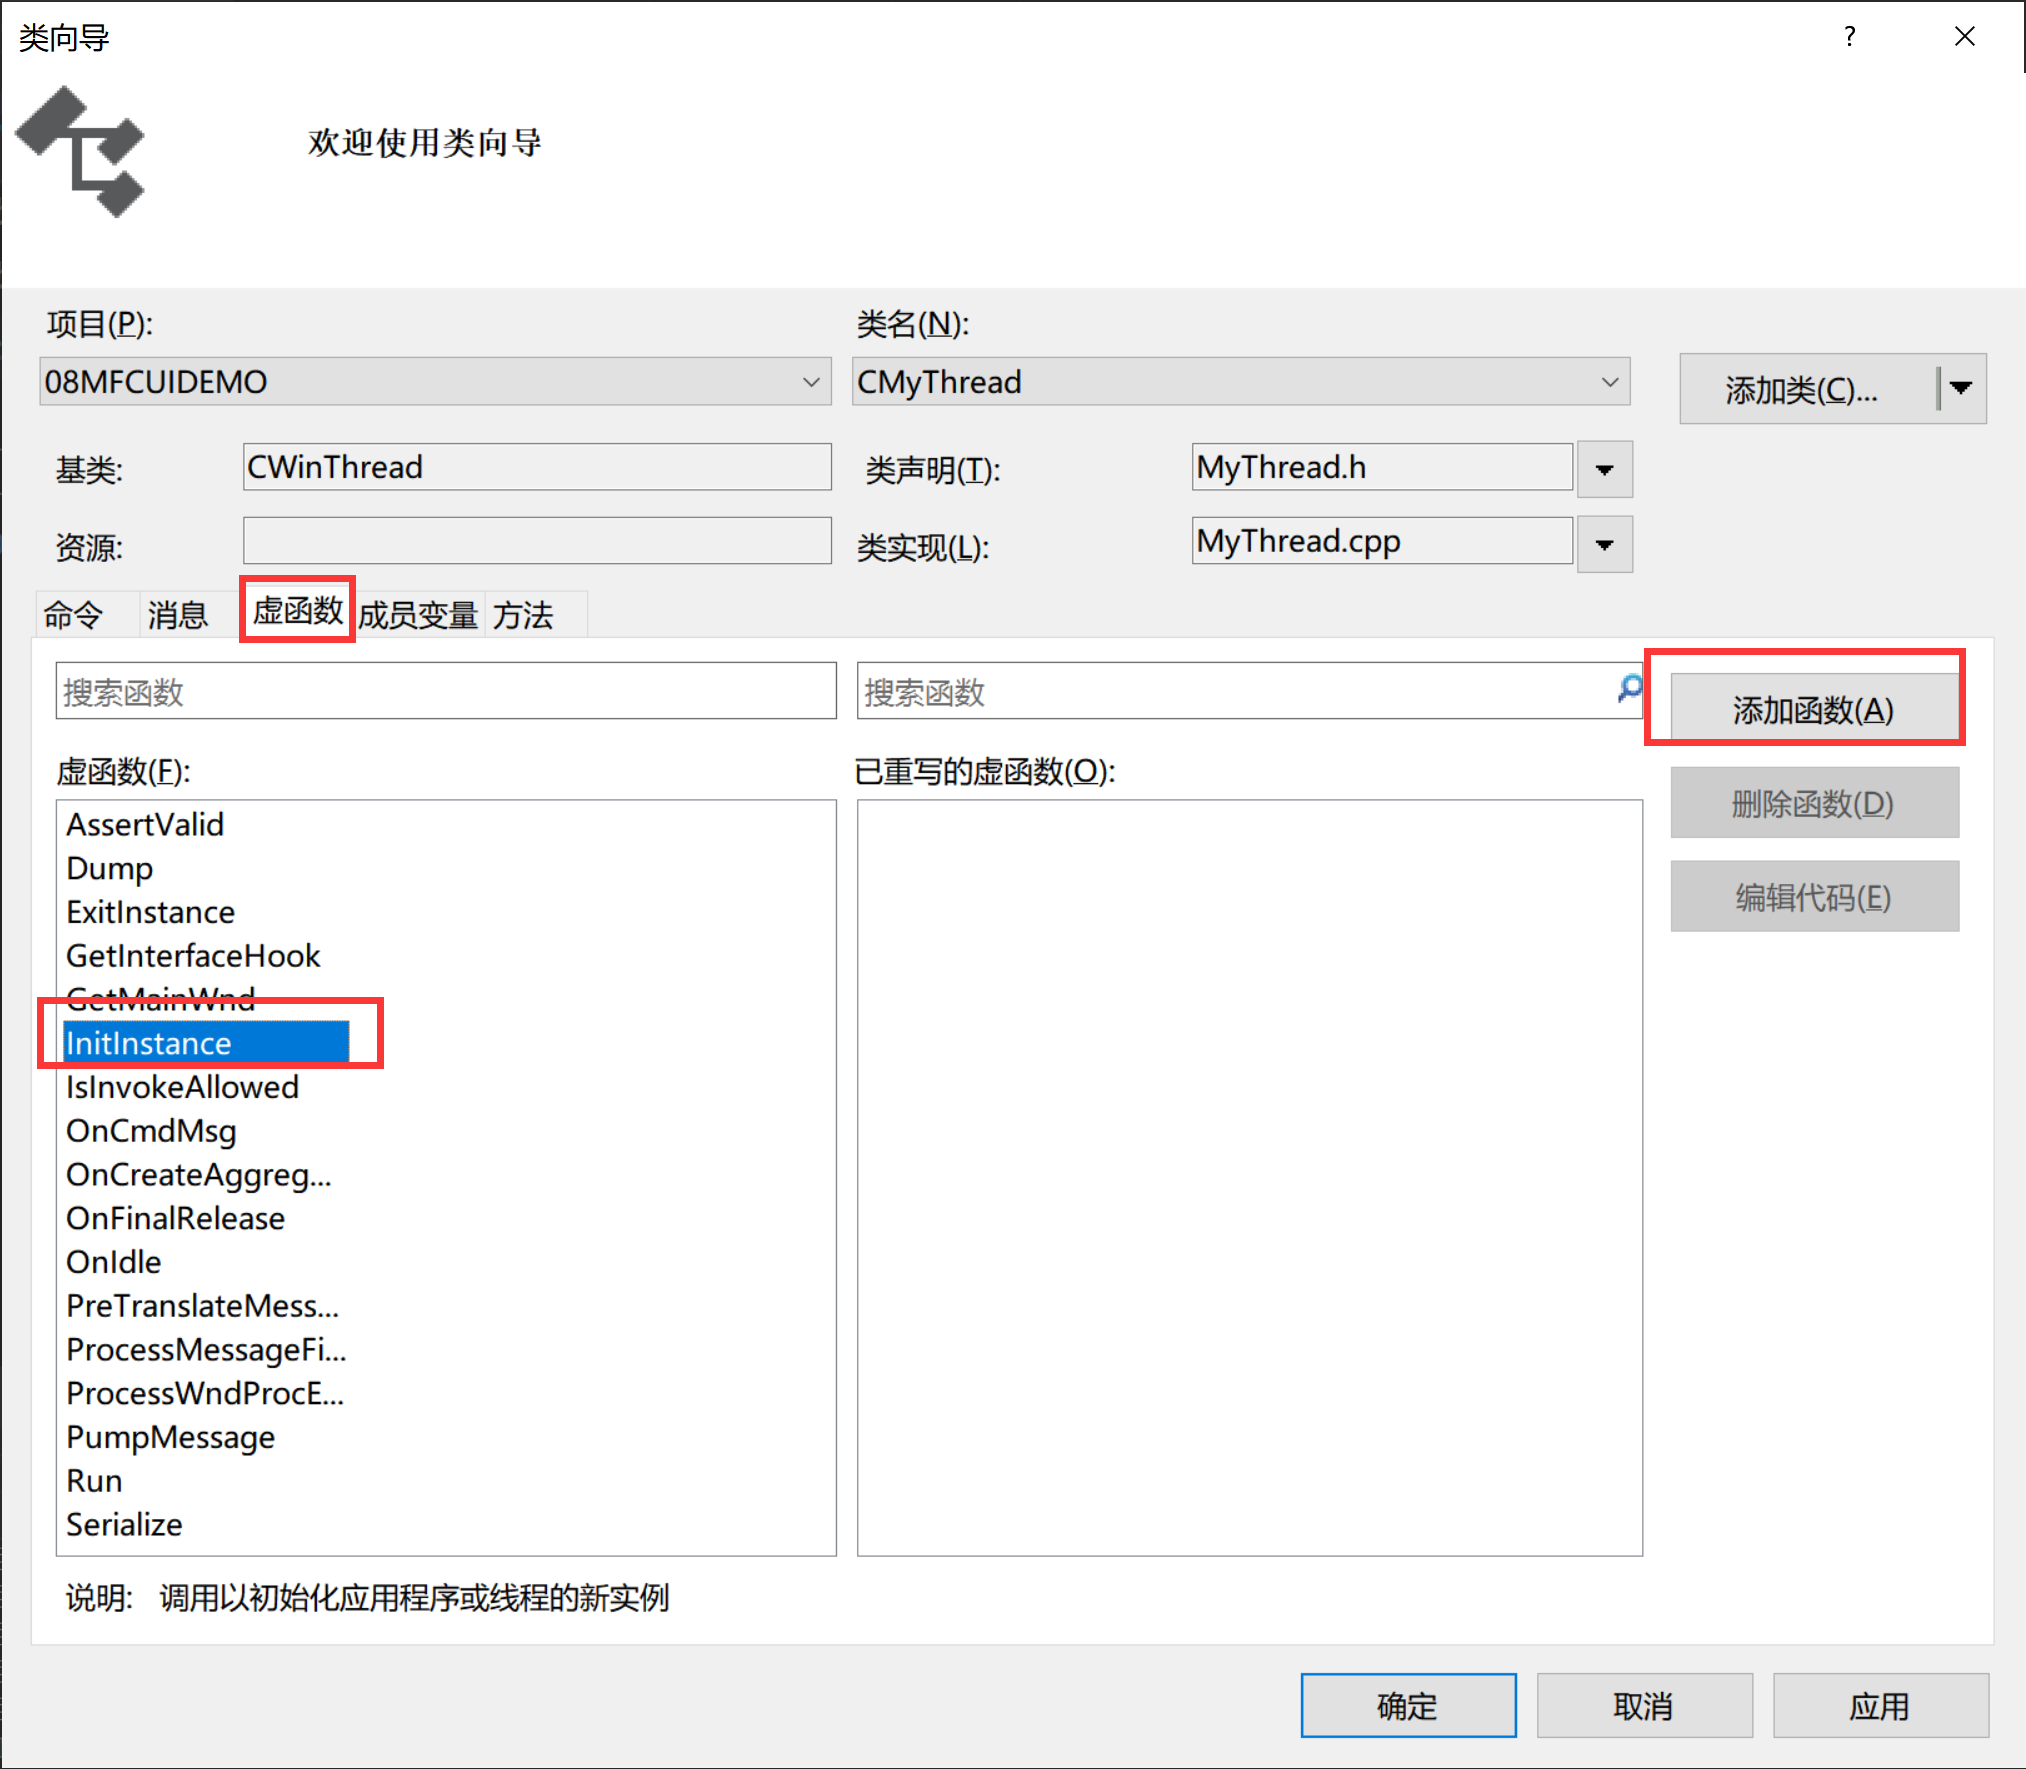 类向导
?
欢迎使用类向导
项目(P):
类名(N):
08MFCUIDEMO
CMyThread
添加类(C)...
基类:
CWinThread
类声明(T):
MyThread.h
资源:
类实现(L):
MyThread.cpp
命令
消息
虚函数
成员变量
方法
搜索函数
搜索函数
添加函数(A)
虚函数(F):
已重写的虚函数(O):
删除函数(D)
编辑代码(E)
AssertValid
Dump
ExitInstance
GetInterfaceHook
GetMainWnd
InitInstance
IsInvokeAllowed
OnCmdMsg
OnCreateAggreg...
OnFinalRelease
OnIdle
PreTranslateMess...
ProcessMessageFi...
ProcessWndProcE...
PumpMessage
Run
Serialize
说明: 调用以初始化应用程序或线程的新实例
确定
取消
应用